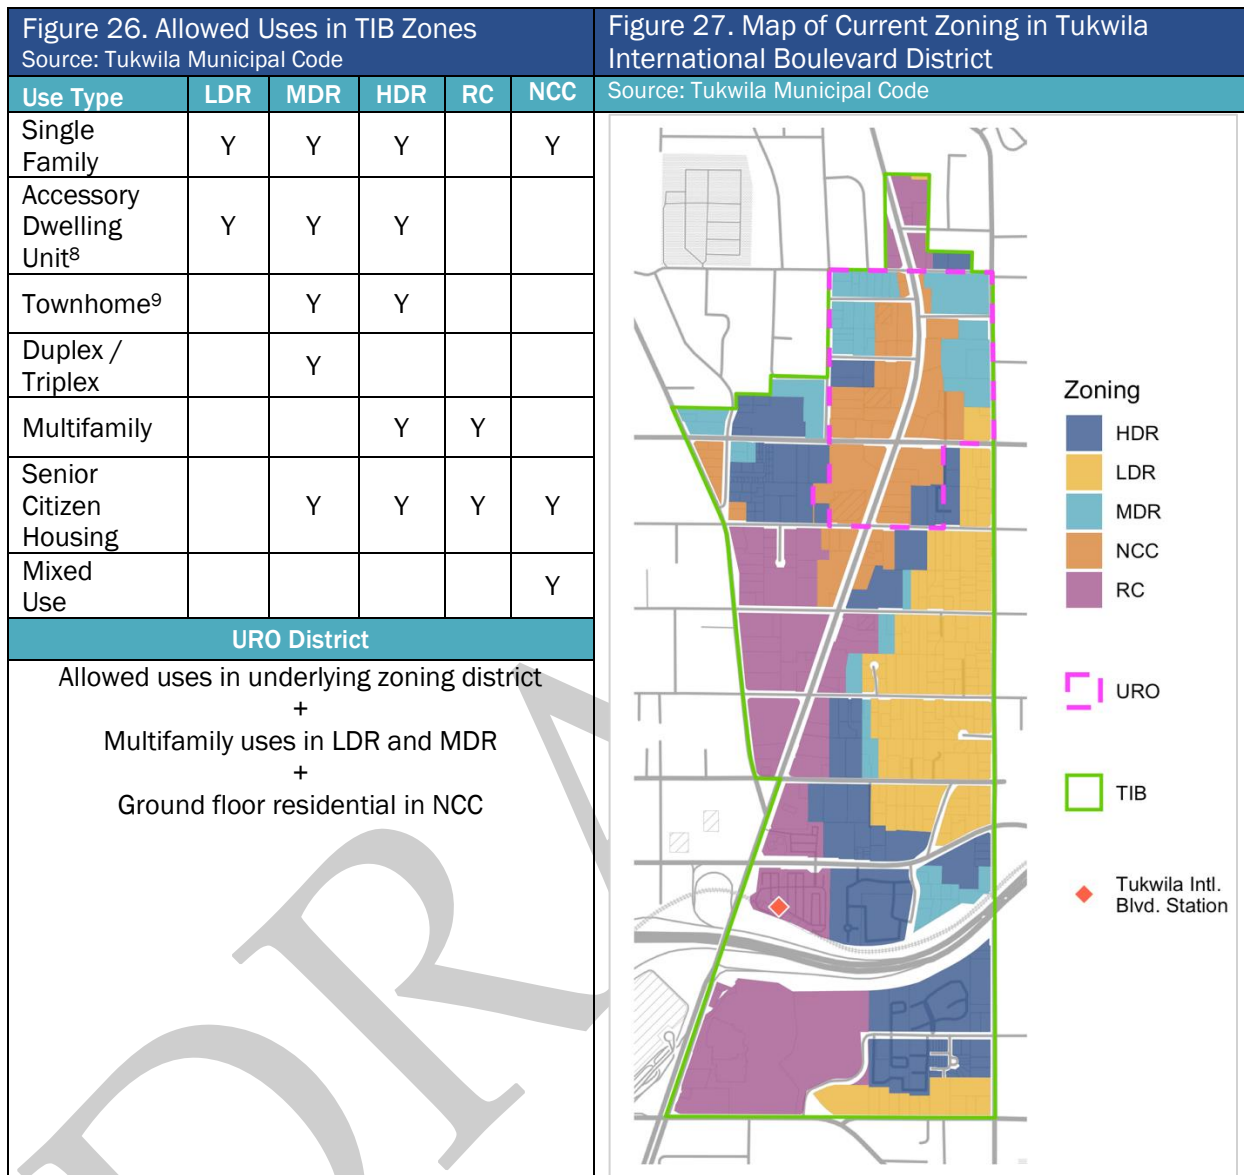 Figure 26. Allowed Uses in TIB Zones
Source: Tukwila Municipal Code
Use Type LDR MDR HDR RC NCC
Single
Family Y Y Y Y
Accessory
Dwelling
Unit⁸ Y Y Y
Townhome⁹ Y Y
Duplex /
Triplex Y
Multifamily Y Y
Senior
Citizen
Housing Y Y Y Y
Mixed
Use Y
URO District
Allowed uses in underlying zoning district
+
Multifamily uses in LDR and MDR
+
Ground floor residential in NCC
Figure 27. Map of Current Zoning in Tukwila
International Boulevard District
Source: Tukwila Municipal Code
Zoning
HDR
LDR
MDR
NCC
RC
URO
TIB
Tukwila Intl.
Blvd. Station
DRA